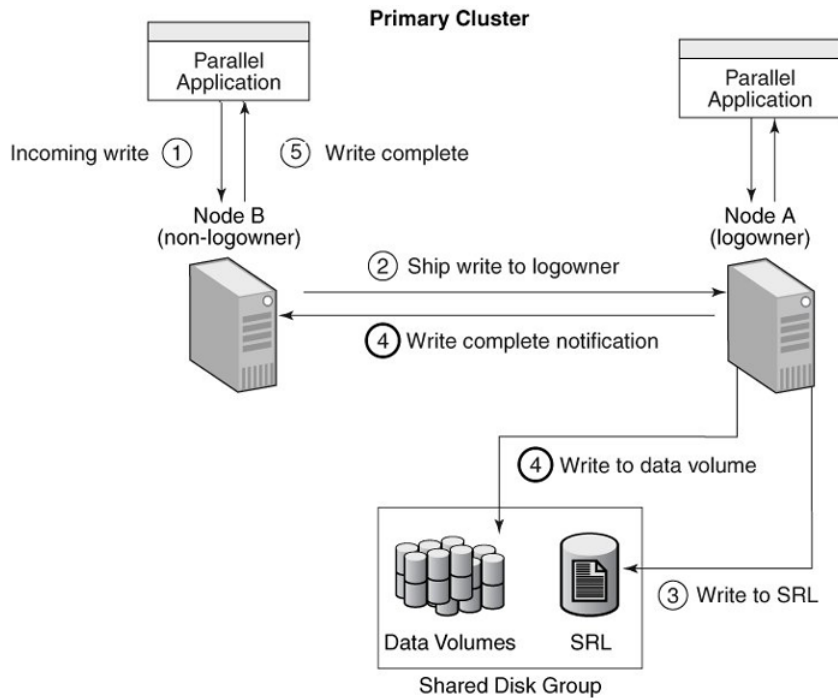 Primary Cluster
Parallel
Application
Parallel
Application
Incoming write ①
⑤ Write complete
Node B
(non-logowner)
Node A
(logowner)
② Ship write to logowner
④ Write complete notification
④ Write to data volume
③ Write to SRL
Data Volumes
SRL
Shared Disk Group